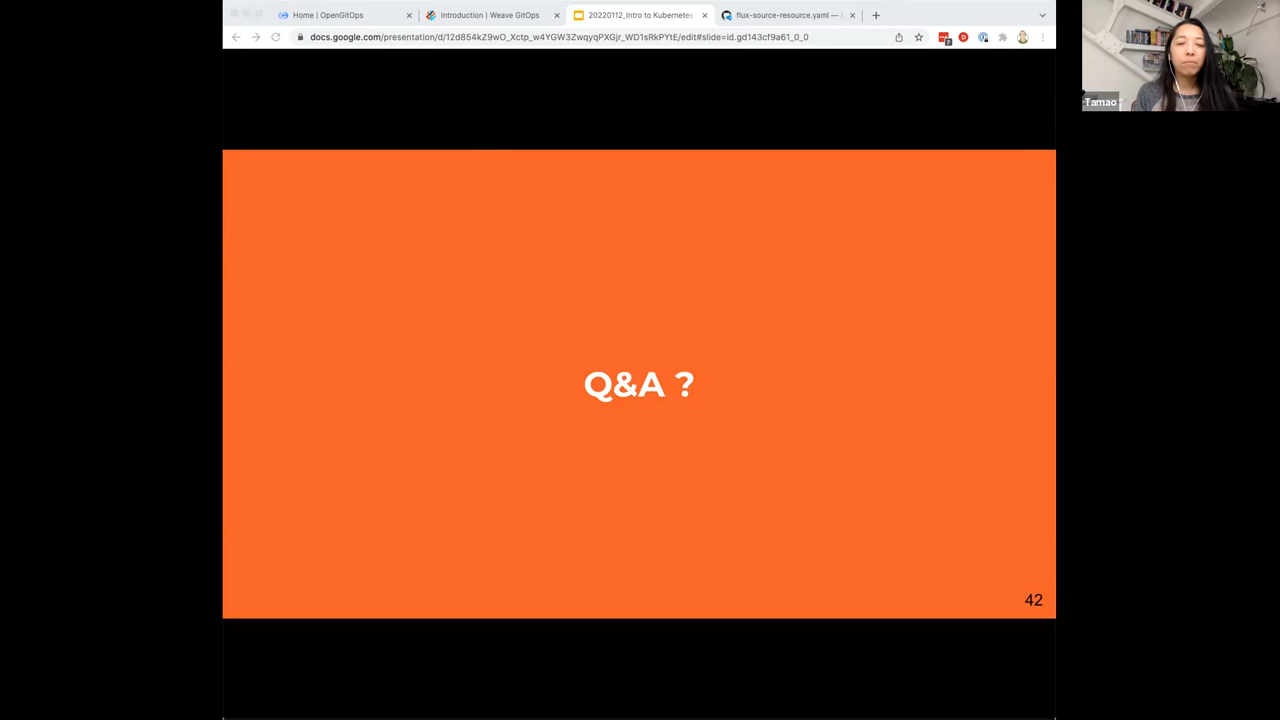 Home | OpenGitOps
Introduction | Weave GitOps
20220112_Intro to Kubernetes
flux-source-resource.yaml —
docs.google.com/presentation/d/12d854kZ9wO_Xctp_w4YGW3ZwqyqPXGjr_WD1sRkPYtE/edit#slide=id.gd143cf9a61_0_0
Tamao
Q&A ?
42